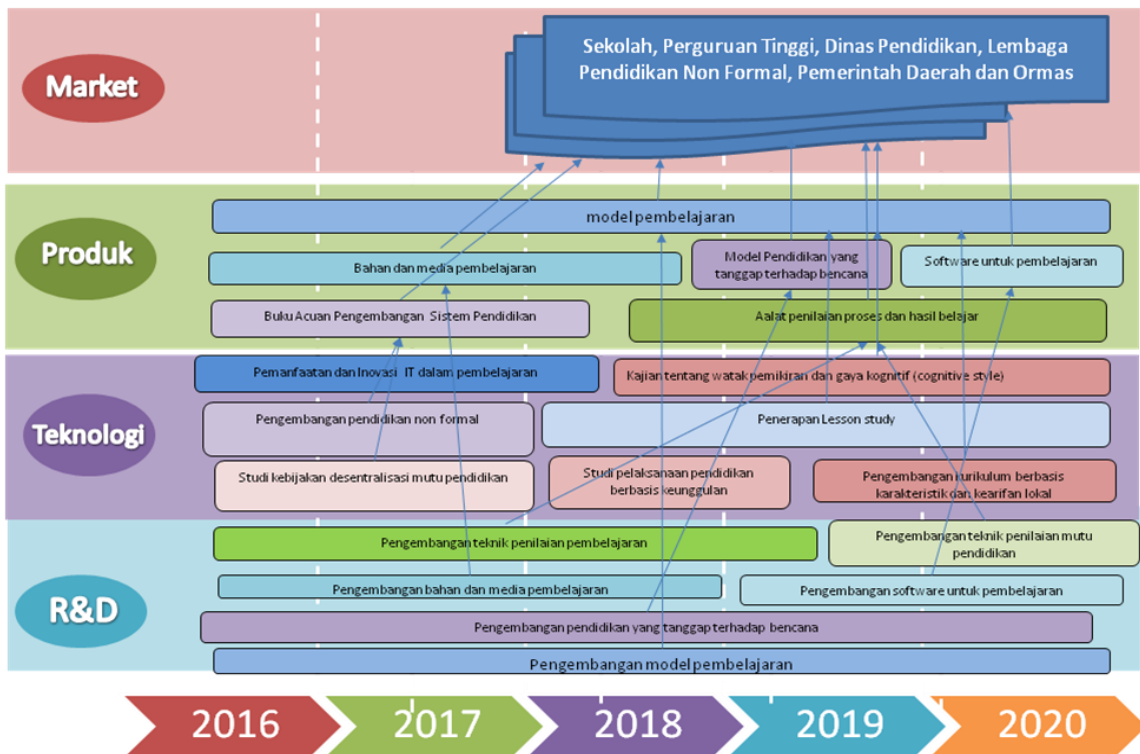 Market
Sekolah, Perguruan Tinggi, Dinas Pendidikan, Lembaga
Pendidikan Non Formal, Pemerintah Daerah dan Ormas
Produk
model pembelajaran
Bahan dan media pembelajaran
Model Pendidikan yang
tanggap terhadap bencana
Software untuk pembelajaran
Buku Acuan Pengembangan Sistem Pendidikan
Aalat penilaian proses dan hasil belajar
Teknologi
Pemanfaatan dan Inovasi IT dalam pembelajaran
Kajian tentang watak pemikiran dan gaya kognitif (cognitive style)
Pengembangan pendidikan non formal
Penerapan Lesson study
Studi kebijakan desentralisasi mutu pendidikan
Studi pelaksanaan pendidikan
berbasis keunggulan
Pengembangan kurikulum berbasis
karakteristik dan kearifan lokal
R&D
Pengembangan teknik penilaian pembelajaran
Pengembangan teknik penilaian mutu
pendidikan
Pengembangan bahan dan media pembelajaran
Pengembangan software untuk pembelajaran
Pengembangan pendidikan yang tanggap terhadap bencana
Pengembangan model pembelajaran
2016
2017
2018
2019
2020